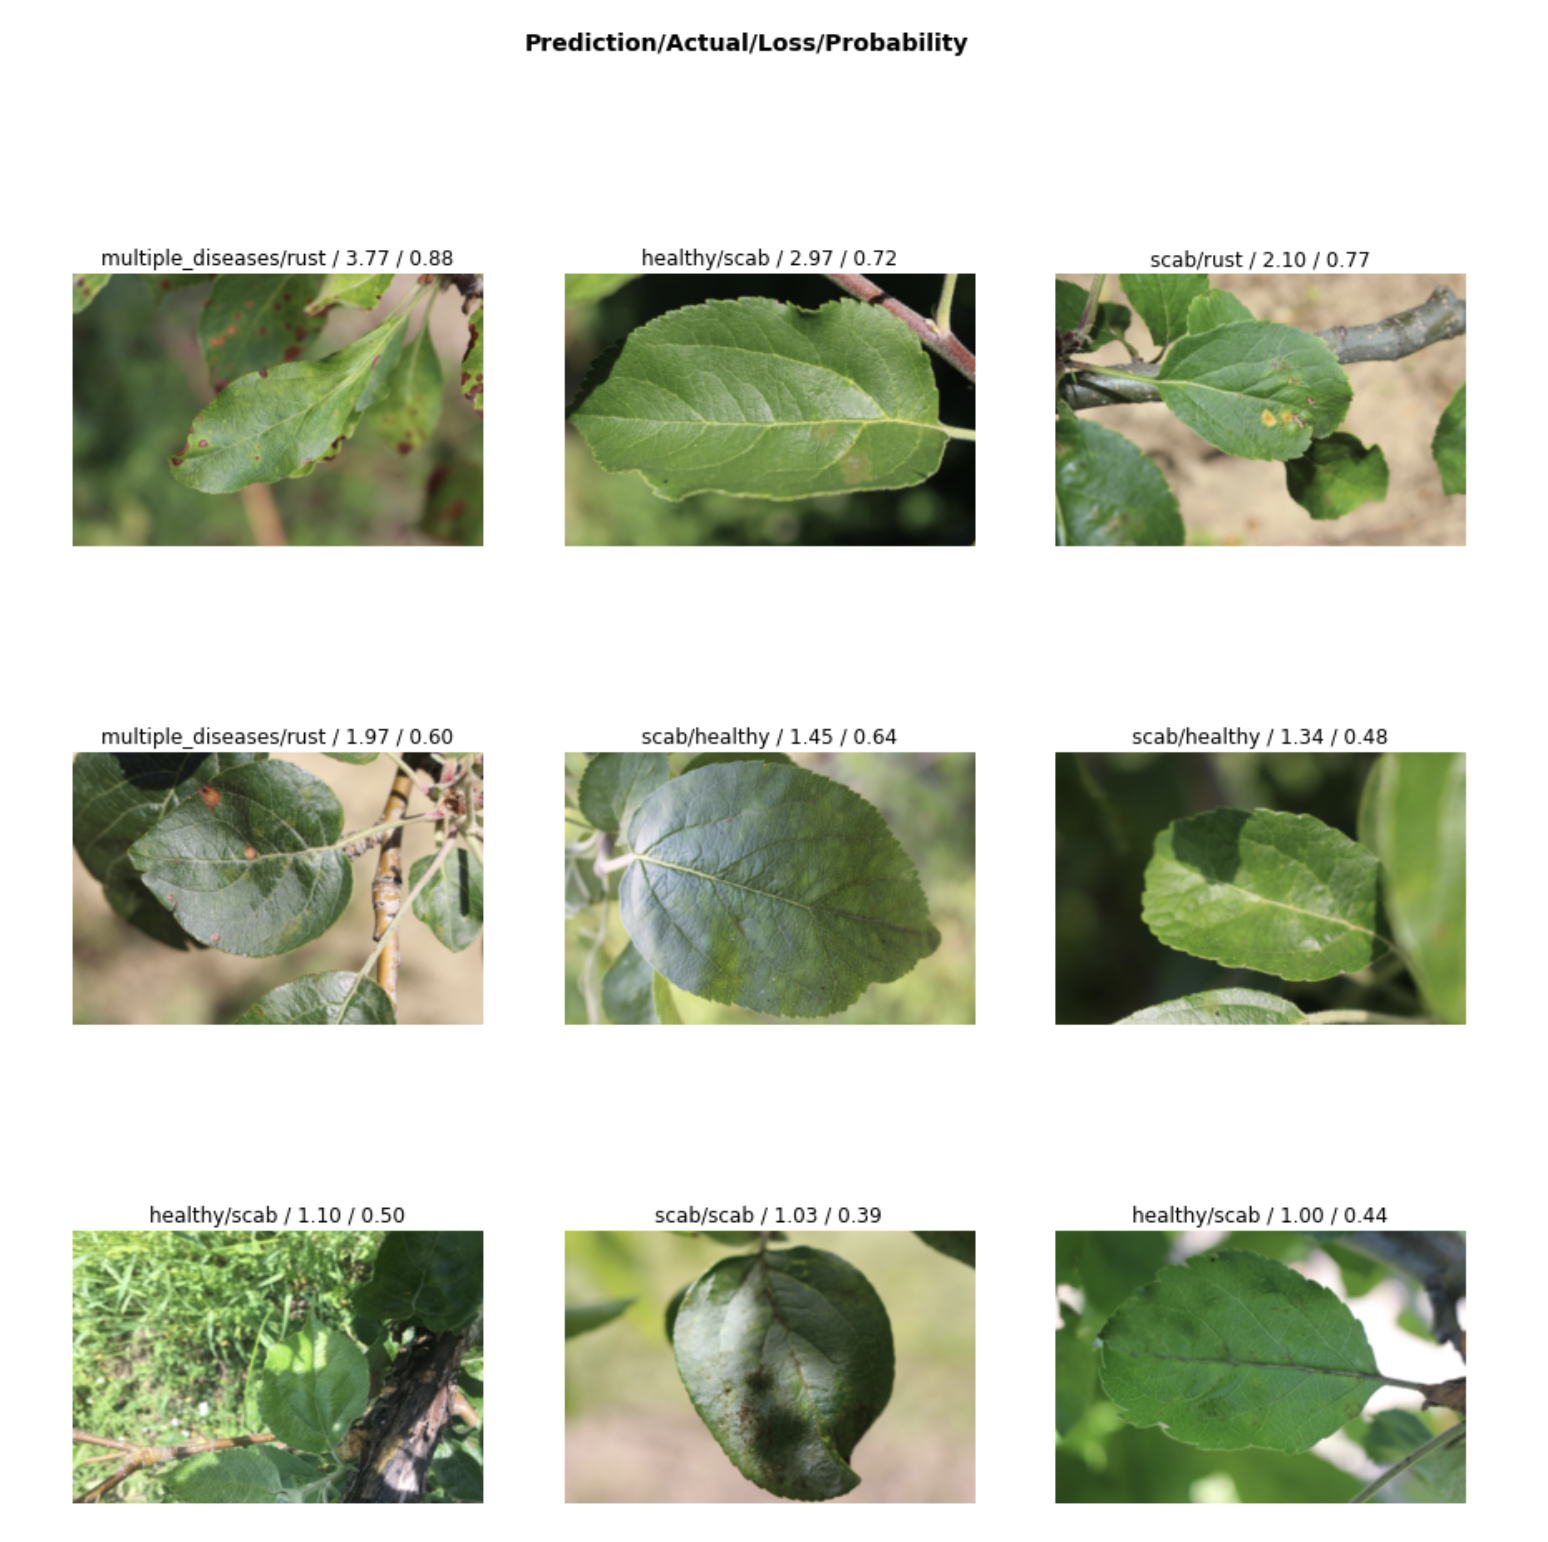 Prediction/Actual/Loss/Probability
multiple_diseases/rust / 3.77 / 0.88
healthy/scab / 2.97 / 0.72
scab/rust / 2.10 / 0.77
multiple_diseases/rust / 1.97 / 0.60
scab/healthy / 1.45 / 0.64
scab/healthy / 1.34 / 0.48
healthy/scab / 1.10 / 0.50
scab/scab / 1.03 / 0.39
healthy/scab / 1.00 / 0.44